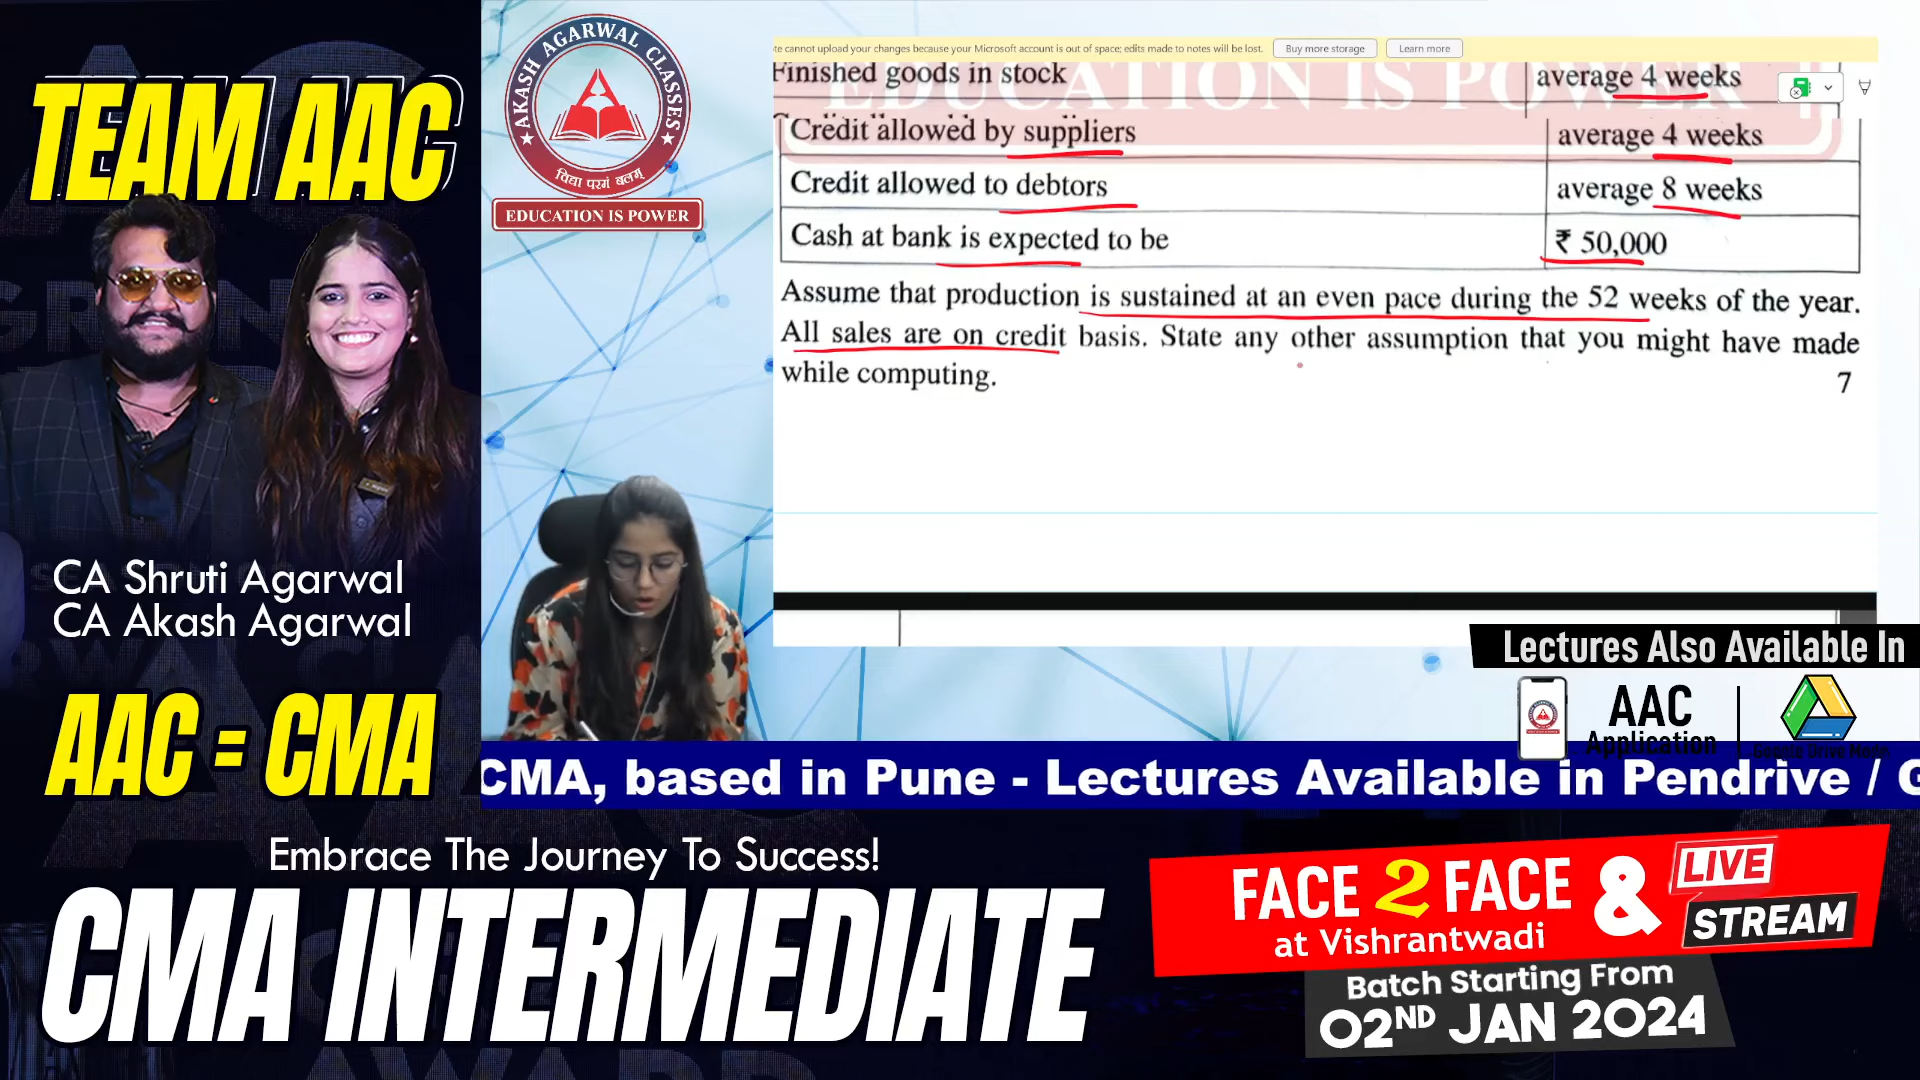 TEAM AAC
CA Shruti Agarwal
CA Akash Agarwal
AAC = CMA
AKASH AGARWAL CLASSES
विद्या परमं बलम्
EDUCATION IS POWER
te cannot upload your changes because your Microsoft account is out of space; edits made to notes will be lost. Buy more storage Learn more
EDUCATION IS POWER
Finished goods in stock average 4 weeks
Credit allowed by suppliers average 4 weeks
Credit allowed to debtors average 8 weeks
Cash at bank is expected to be ₹ 50,000
Assume that production is sustained at an even pace during the 52 weeks of the year.
All sales are on credit basis. State any other assumption that you might have made
while computing. 7
Lectures Also Available In
AAC
Application
Google Drive Mode
CMA, based in Pune - Lectures Available in Pendrive / G
Embrace The Journey To Success!
CMA INTERMEDIATE
FACE 2 FACE &
at Vishrantwadi
LIVE
STREAM
Batch Starting From
02ND JAN 2024